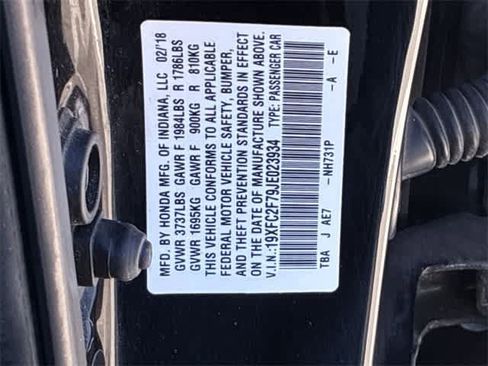 MFD. BY HONDA MFG. OF INDIANA, LLC 02/'18
GVWR 3737LBS GAWR F 1984LBS R 1786LBS
GVWR 1695KG GAWR F 900KG R 810KG
THIS VEHICLE CONFORMS TO ALL APPLICABLE
FEDERAL MOTOR VEHICLE SAFETY, BUMPER,
AND THEFT PREVENTION STANDARDS IN EFFECT
ON THE DATE OF MANUFACTURE SHOWN ABOVE.
V.I.N.:19XFC2F79JE023934 TYPE: PASSENGER CAR
TBA J AE7 -NH731P -A -E